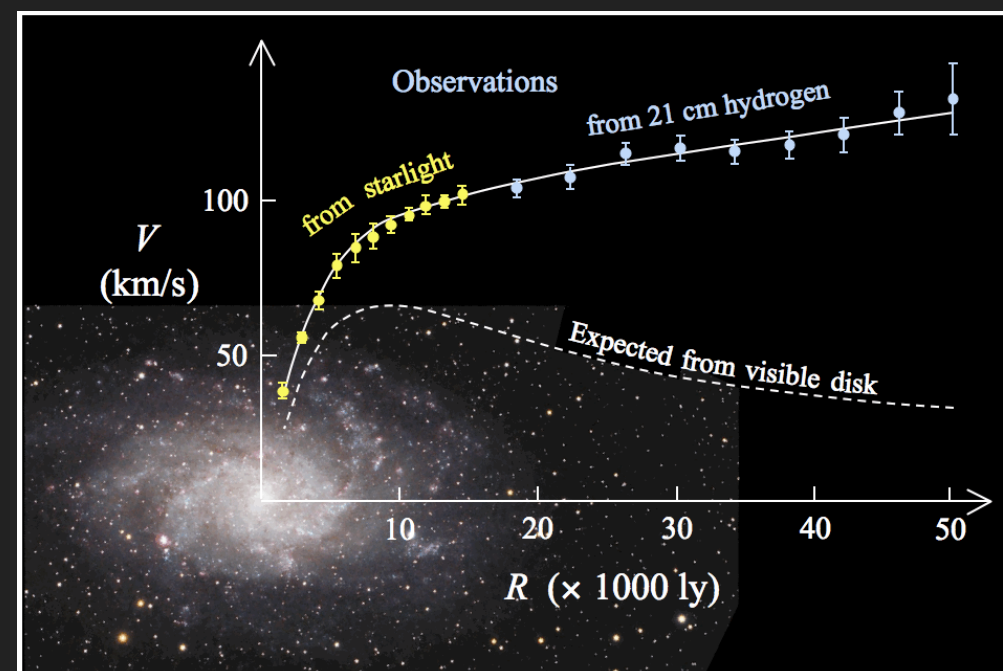 Observations
from 21 cm hydrogen
from starlight
100
V
(km/s)
50
Expected from visible disk
10
20
30
40
50
R (× 1000 ly)